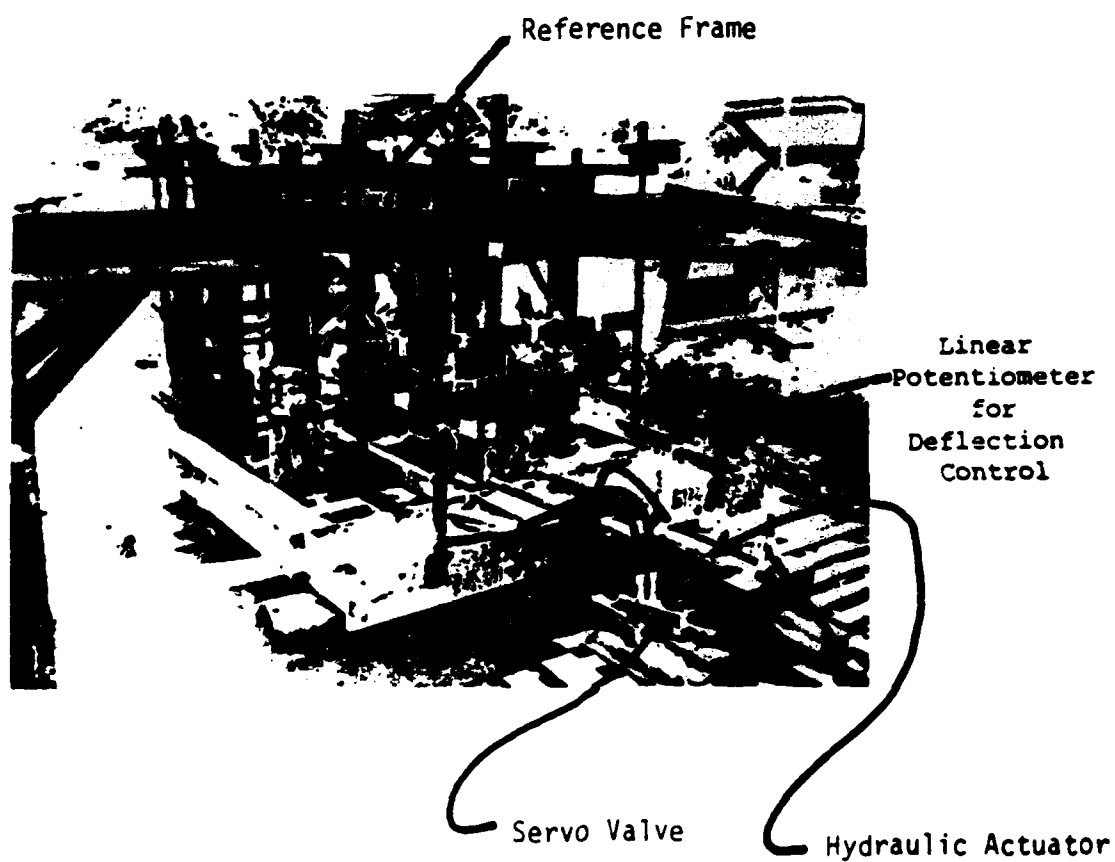 Reference Frame
Linear
Potentiometer
for
Deflection
Control
Servo Valve
Hydraulic Actuator